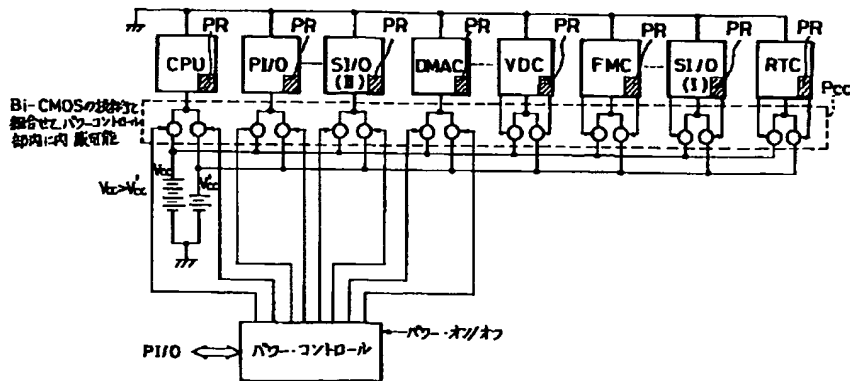 PR PR PR PR PR PR PR PR
CPU PI/O SI/O (II) DMAC VDC FMC SI/O (I) RTC
Pcc
Bi-CMOSの技術で
組合せて パワーコントロール
部内に内蔵可能
Vcc>V'cc Vcc V'cc
パワー・オン/オフ
PI/O パワー・コントロール